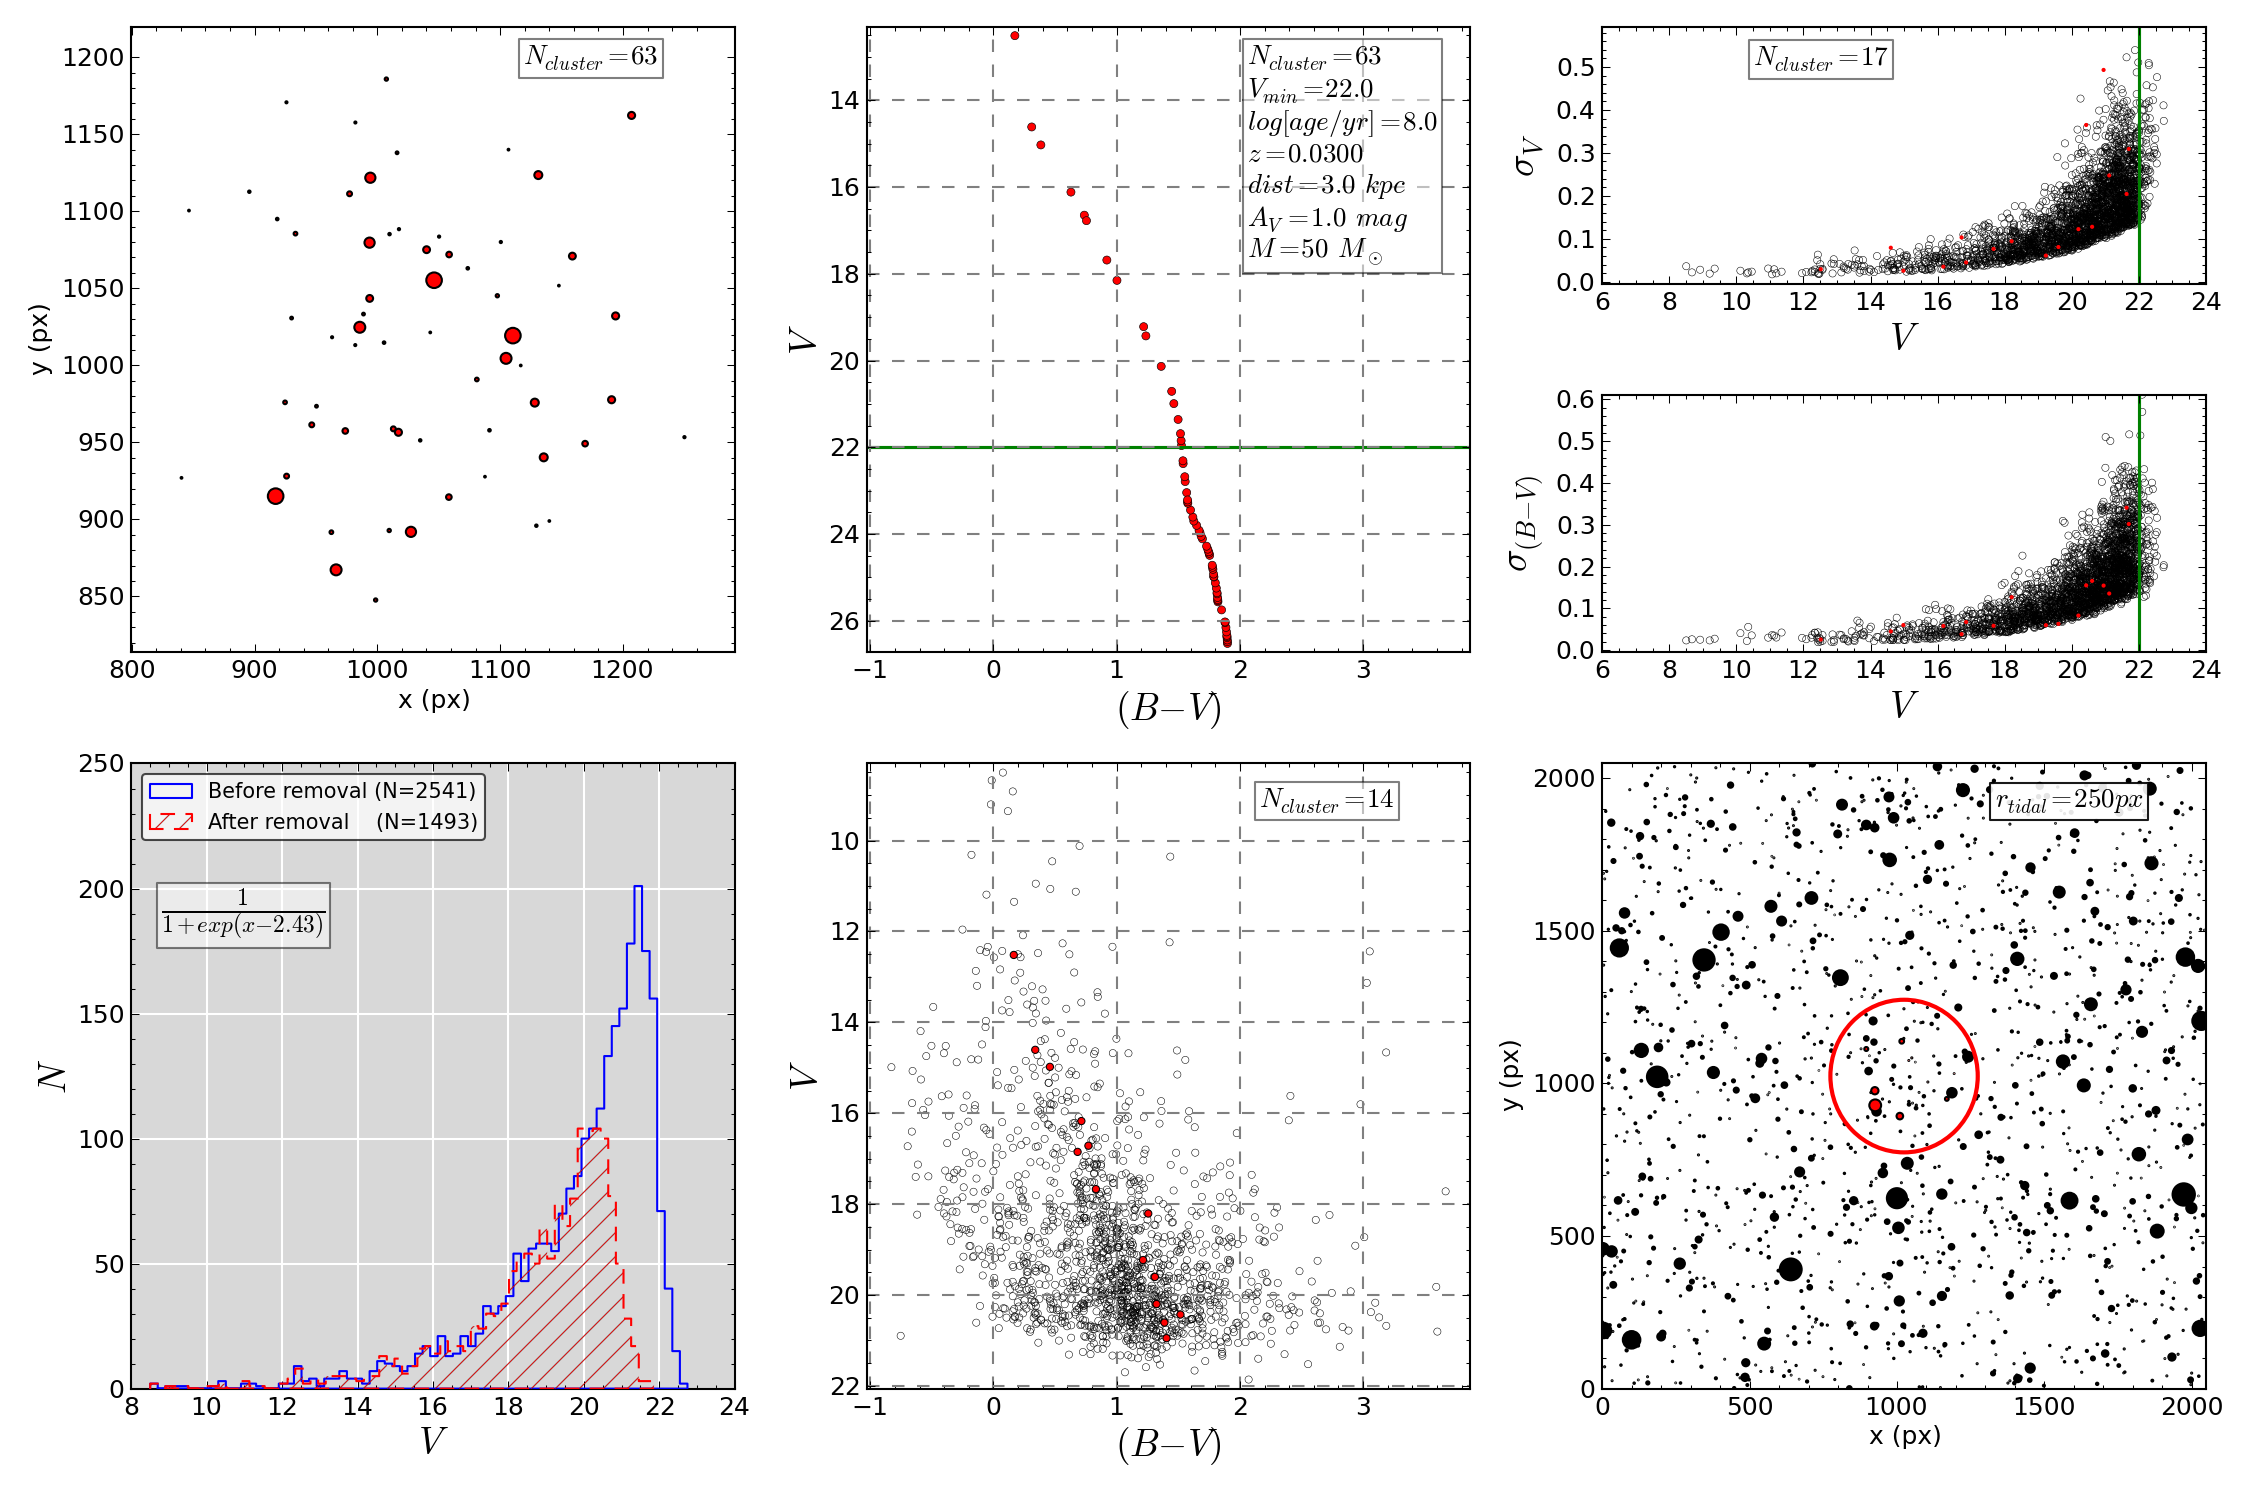 1200
1150
1100
1050
1000
950
900
850
800 900 1000 1100 1200
y (px)
x (px)
N_cluster=63
14
16
18
20
22
24
26
−1 0 1 2 3
V
(B−V)
N_cluster=63
V_min=22.0
log[age/yr]=8.0
z=0.0300
dist=3.0 kpc
A_V=1.0 mag
M=50 M_⊙
0.5
0.4
0.3
0.2
0.1
0.0
6 8 10 12 14 16 18 20 22 24
σ_V
V
N_cluster=17
0.6
0.5
0.4
0.3
0.2
0.1
0.0
6 8 10 12 14 16 18 20 22 24
σ_(B−V)
V
250
200
150
100
50
0
8 10 12 14 16 18 20 22 24
N
V
Before removal (N=2541)
After removal (N=1493)
1
1+exp(x−2.43)
10
12
14
16
18
20
22
−1 0 1 2 3
V
(B−V)
N_cluster=14
2000
1500
1000
500
0
0 500 1000 1500 2000
y (px)
x (px)
r_tidal=250px